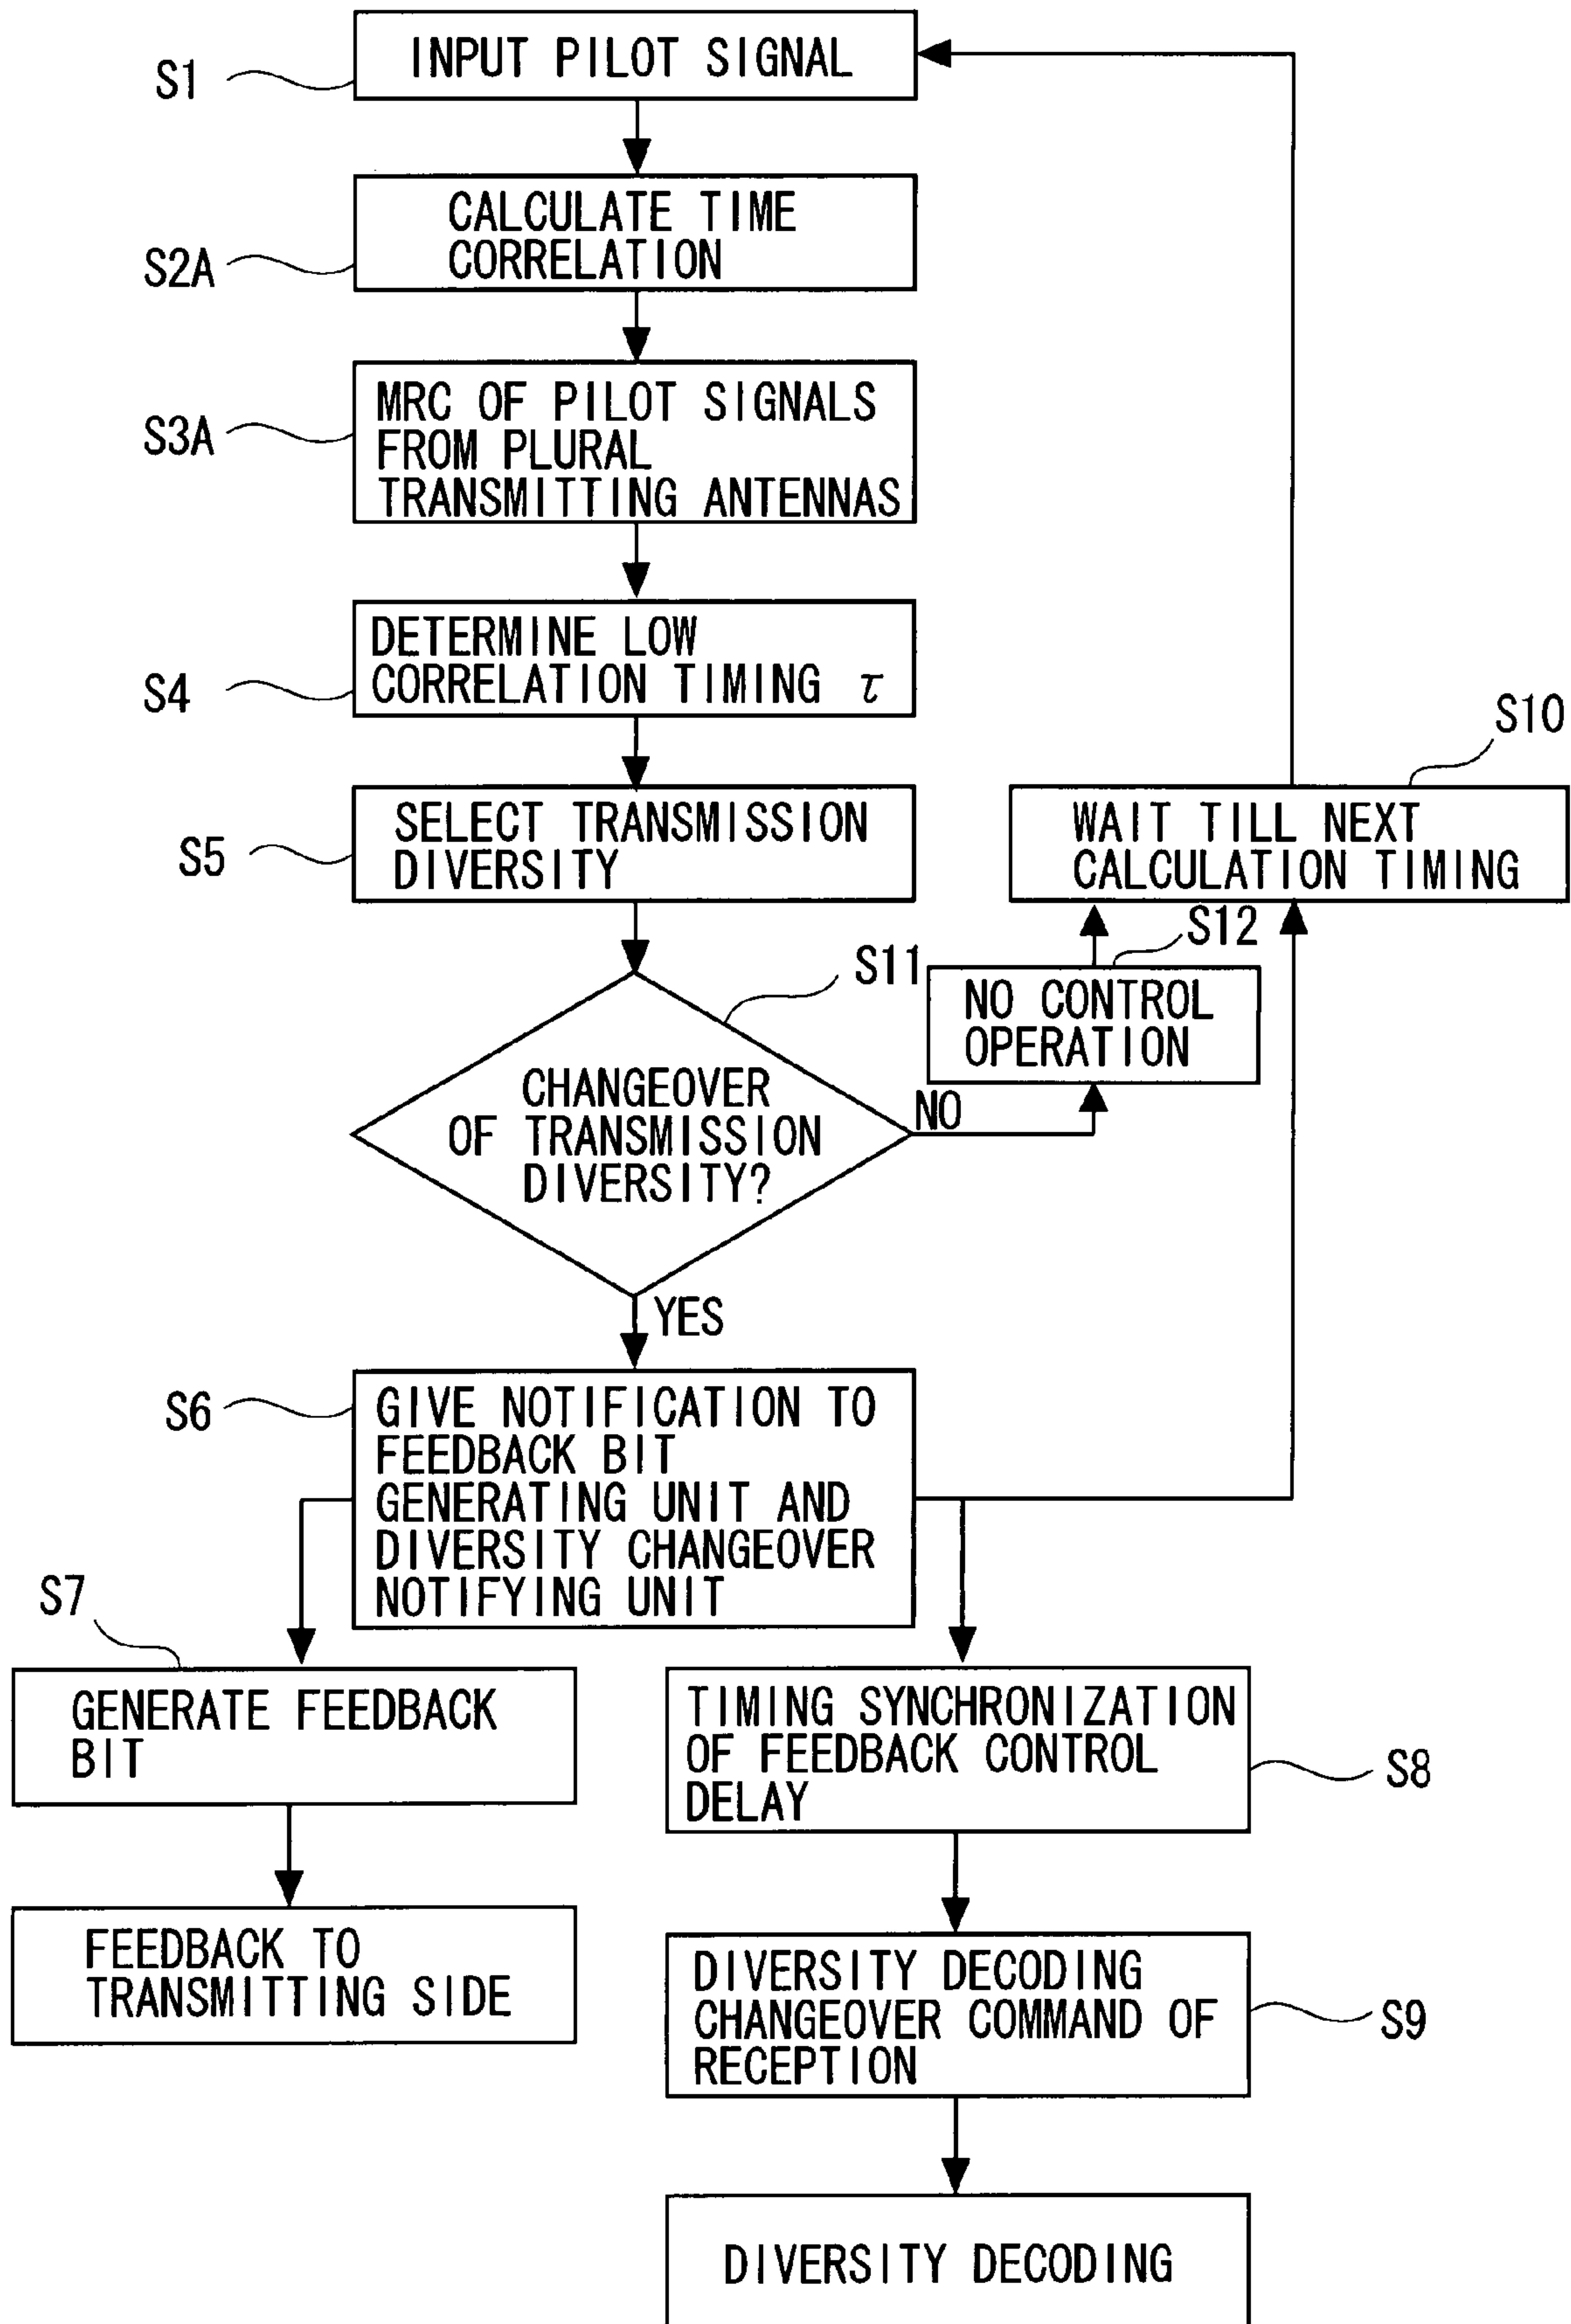 S1
INPUT PILOT SIGNAL
S2A
CALCULATE TIME
CORRELATION
S3A
MRC OF PILOT SIGNALS
FROM PLURAL
TRANSMITTING ANTENNAS
S4
DETERMINE LOW
CORRELATION TIMING τ
S5
SELECT TRANSMISSION
DIVERSITY
S10
WAIT TILL NEXT
CALCULATION TIMING
S12
NO CONTROL
OPERATION
S11
CHANGEOVER
OF TRANSMISSION
DIVERSITY?
NO
YES
S6
GIVE NOTIFICATION TO
FEEDBACK BIT
GENERATING UNIT AND
DIVERSITY CHANGEOVER
NOTIFYING UNIT
S7
GENERATE FEEDBACK
BIT
FEEDBACK TO
TRANSMITTING SIDE
TIMING SYNCHRONIZATION
OF FEEDBACK CONTROL
DELAY
S8
DIVERSITY DECODING
CHANGEOVER COMMAND OF
RECEPTION
S9
DIVERSITY DECODING